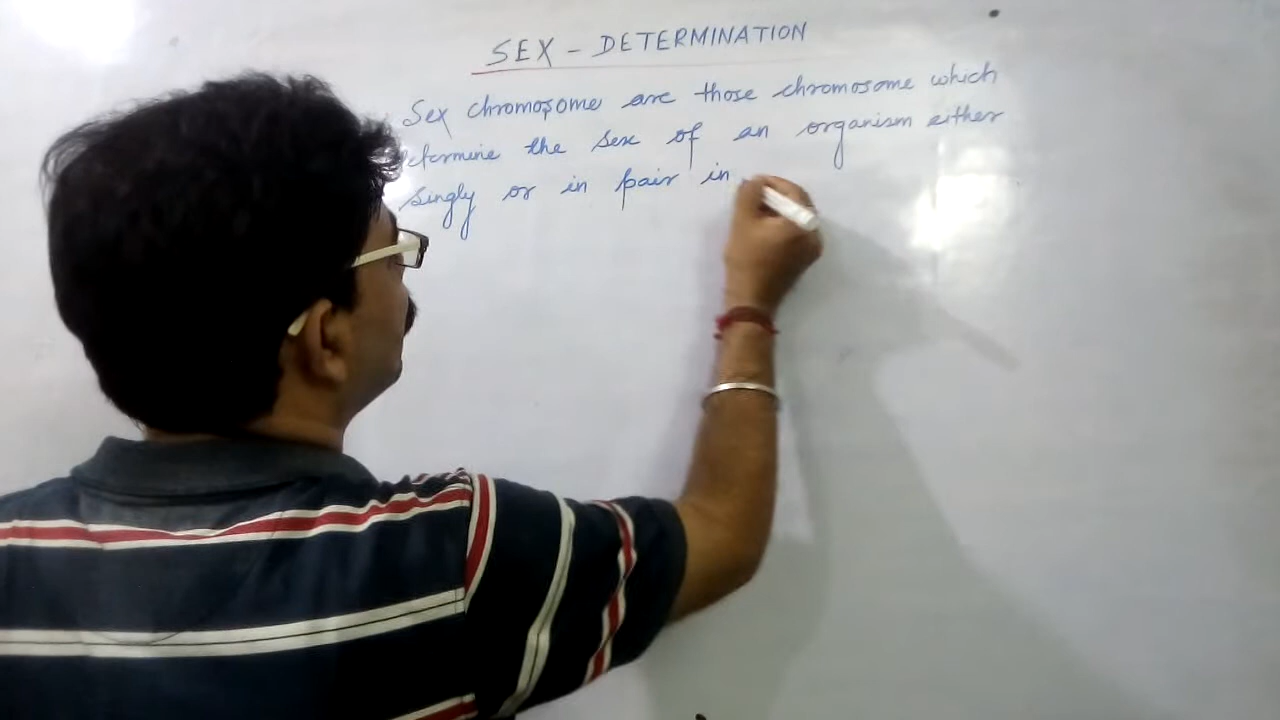 SEX - DETERMINATION
Sex chromosome are those chromosome which
determine the sex of an organism either
singly or in pair in